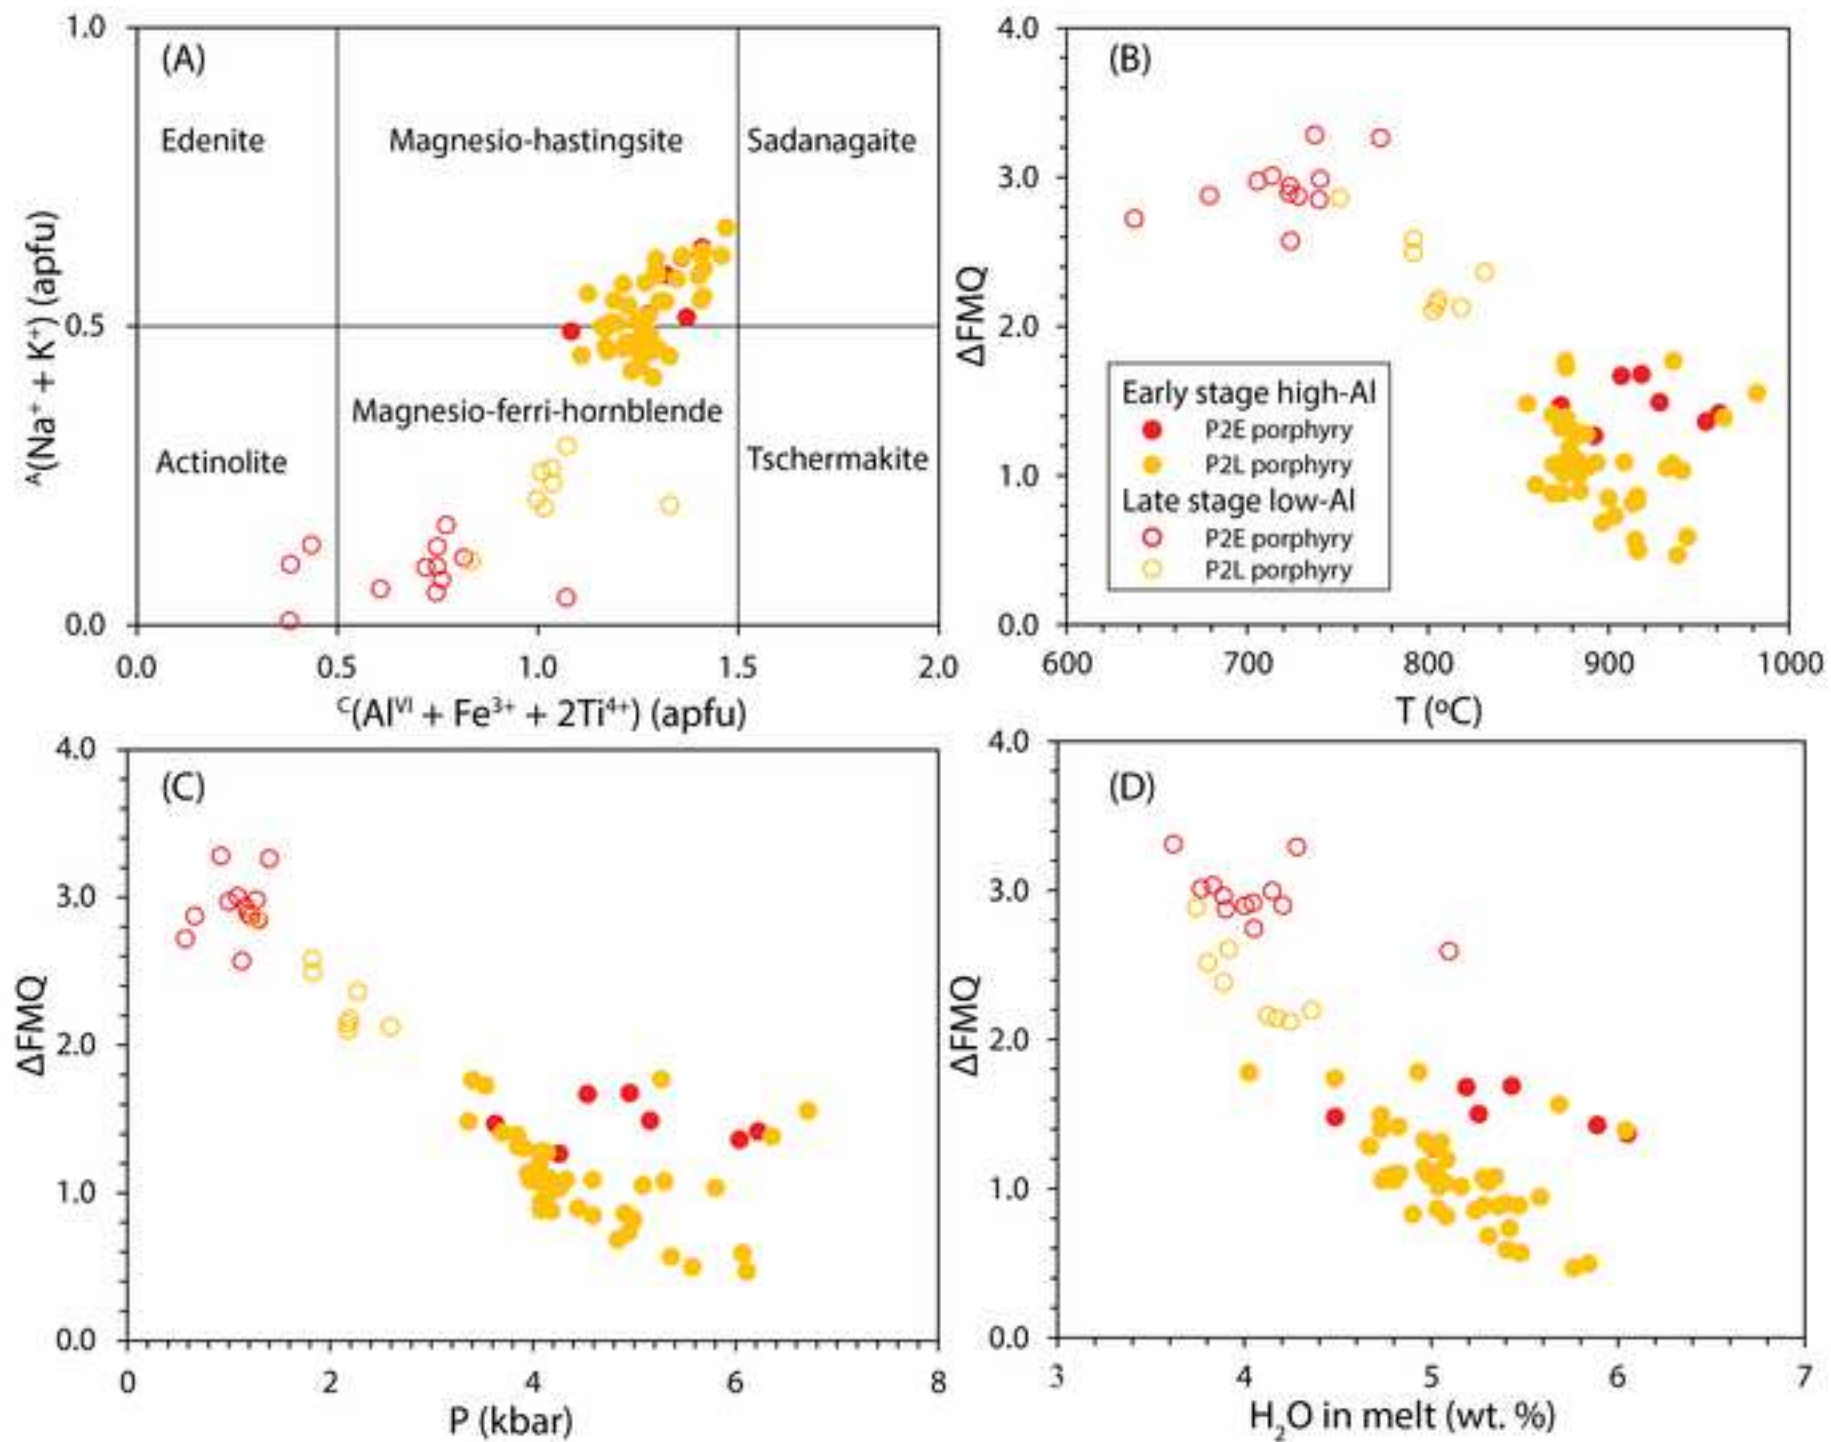 (A)
1.0
0.5
0.0
Edenite
Magnesio-hastingsite
Sadanagaite
Magnesio-ferri-hornblende
Actinolite
Tschermakite
ᴬ(Na⁺ + K⁺) (apfu)
0.0 0.5 1.0 1.5 2.0
ᶜ(Alⱽᴵ + Fe³⁺ + 2Ti⁴⁺) (apfu)
(B)
4.0
3.0
2.0
1.0
0.0
ΔFMQ
Early stage high-Al
P2E porphyry
P2L porphyry
Late stage low-Al
P2E porphyry
P2L porphyry
600 700 800 900 1000
T (ºC)
(C)
4.0
3.0
2.0
1.0
0.0
ΔFMQ
0 2 4 6 8
P (kbar)
(D)
4.0
3.0
2.0
1.0
0.0
ΔFMQ
3 4 5 6 7
H₂O in melt (wt. %)